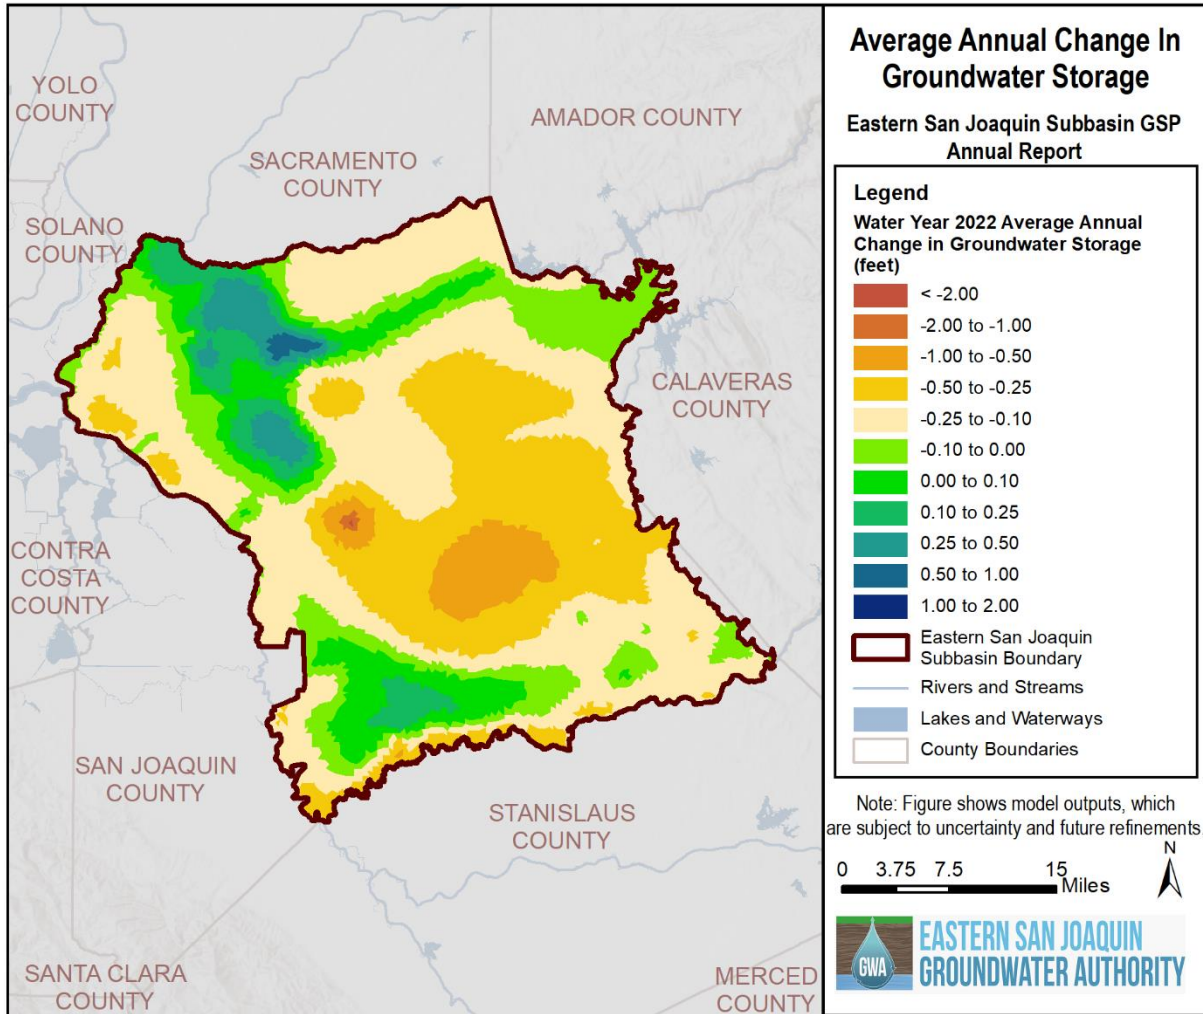 YOLO
COUNTY
AMADOR COUNTY
SACRAMENTO
COUNTY
SOLANO
COUNTY
CALAVERAS
COUNTY
CONTRA
COSTA
COUNTY
SAN JOAQUIN
COUNTY
STANISLAUS
COUNTY
SANTA CLARA
COUNTY
MERCED
COUNTY
Average Annual Change In
Groundwater Storage
Eastern San Joaquin Subbasin GSP
Annual Report
Legend
Water Year 2022 Average Annual
Change in Groundwater Storage
(feet)
< -2.00
-2.00 to -1.00
-1.00 to -0.50
-0.50 to -0.25
-0.25 to -0.10
-0.10 to 0.00
0.00 to 0.10
0.10 to 0.25
0.25 to 0.50
0.50 to 1.00
1.00 to 2.00
Eastern San Joaquin
Subbasin Boundary
Rivers and Streams
Lakes and Waterways
County Boundaries
Note: Figure shows model outputs, which
are subject to uncertainty and future refinements
N
0 3.75 7.5 15
Miles
GWA
EASTERN SAN JOAQUIN
GROUNDWATER AUTHORITY